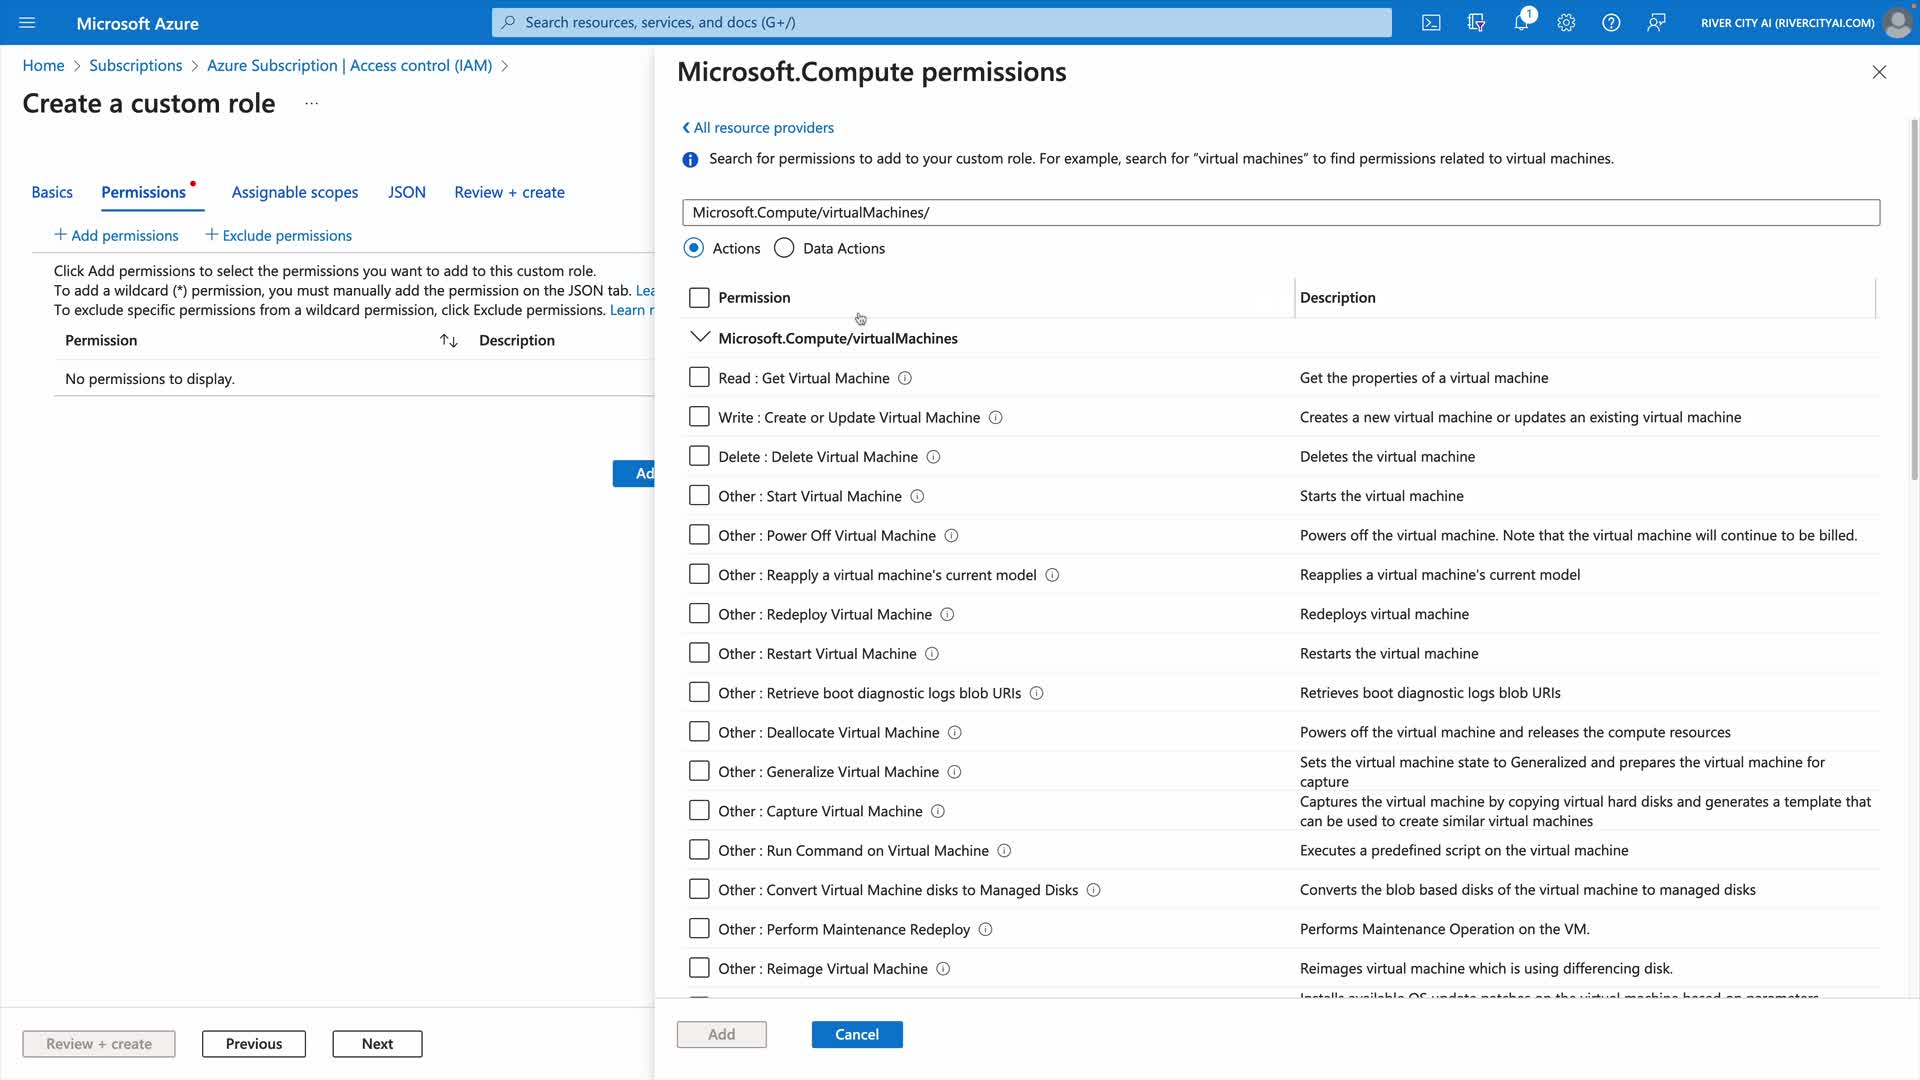 Microsoft Azure
Search resources, services, and docs (G+/)
1
RIVER CITY AI (RIVERCITYAI.COM)
Home > Subscriptions > Azure Subscription | Access control (IAM) >
Create a custom role ...
Basics
Permissions
Assignable scopes
JSON
Review + create
+ Add permissions
+ Exclude permissions
Click Add permissions to select the permissions you want to add to this custom role.
To add a wildcard (*) permission, you must manually add the permission on the JSON tab. Lea
To exclude specific permissions from a wildcard permission, click Exclude permissions. Learn
Permission
Description
No permissions to display.
Ad
Review + create
Previous
Next
Microsoft.Compute permissions
All resource providers
Search for permissions to add to your custom role. For example, search for "virtual machines" to find permissions related to virtual machines.
Microsoft.Compute/virtualMachines/
Actions
Data Actions
Permission
Description
Microsoft.Compute/virtualMachines
Read : Get Virtual Machine
Get the properties of a virtual machine
Write : Create or Update Virtual Machine
Creates a new virtual machine or updates an existing virtual machine
Delete : Delete Virtual Machine
Deletes the virtual machine
Other : Start Virtual Machine
Starts the virtual machine
Other : Power Off Virtual Machine
Powers off the virtual machine. Note that the virtual machine will continue to be billed.
Other : Reapply a virtual machine's current model
Reapplies a virtual machine's current model
Other : Redeploy Virtual Machine
Redeploys virtual machine
Other : Restart Virtual Machine
Restarts the virtual machine
Other : Retrieve boot diagnostic logs blob URIs
Retrieves boot diagnostic logs blob URIs
Other : Deallocate Virtual Machine
Powers off the virtual machine and releases the compute resources
Other : Generalize Virtual Machine
Sets the virtual machine state to Generalized and prepares the virtual machine for
capture
Other : Capture Virtual Machine
Captures the virtual machine by copying virtual hard disks and generates a template that
can be used to create similar virtual machines
Other : Run Command on Virtual Machine
Executes a predefined script on the virtual machine
Other : Convert Virtual Machine disks to Managed Disks
Converts the blob based disks of the virtual machine to managed disks
Other : Perform Maintenance Redeploy
Performs Maintenance Operation on the VM.
Other : Reimage Virtual Machine
Reimages virtual machine which is using differencing disk.
Installs available OS update patches on the virtual machine based on parameters
Add
Cancel